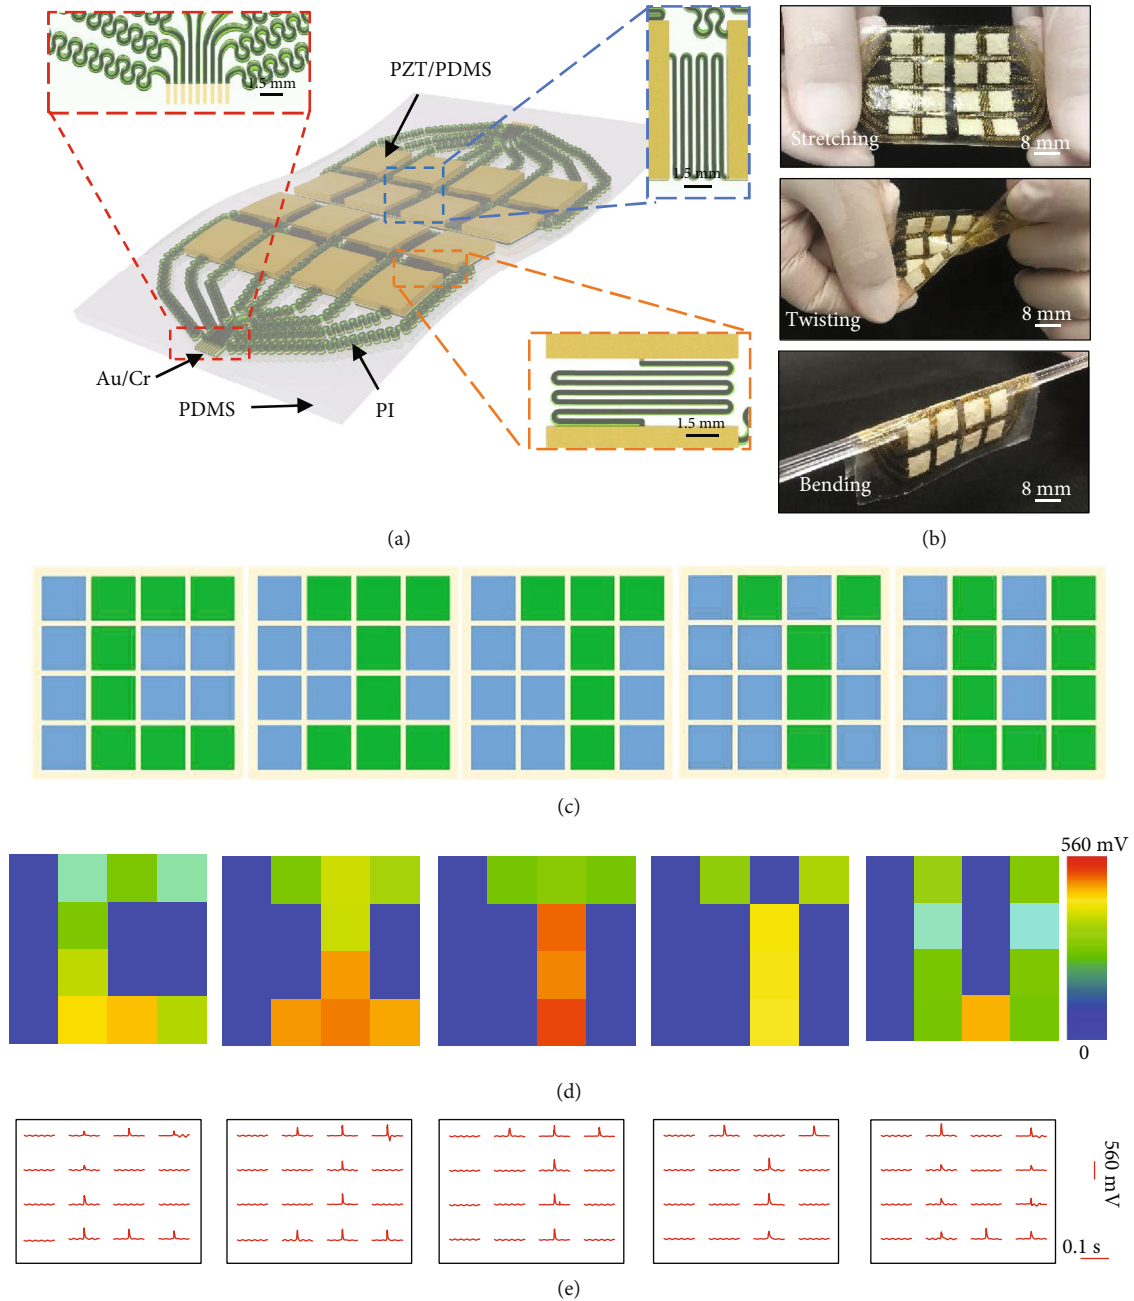 1.5 mm
PZT/PDMS
1.5 mm
Stretching
8 mm
Twisting
8 mm
Au/Cr
PDMS
PI
1.5 mm
Bending
8 mm
(a)
(b)
(c)
560 mV
0
(d)
560 mV
0.1 s
(e)